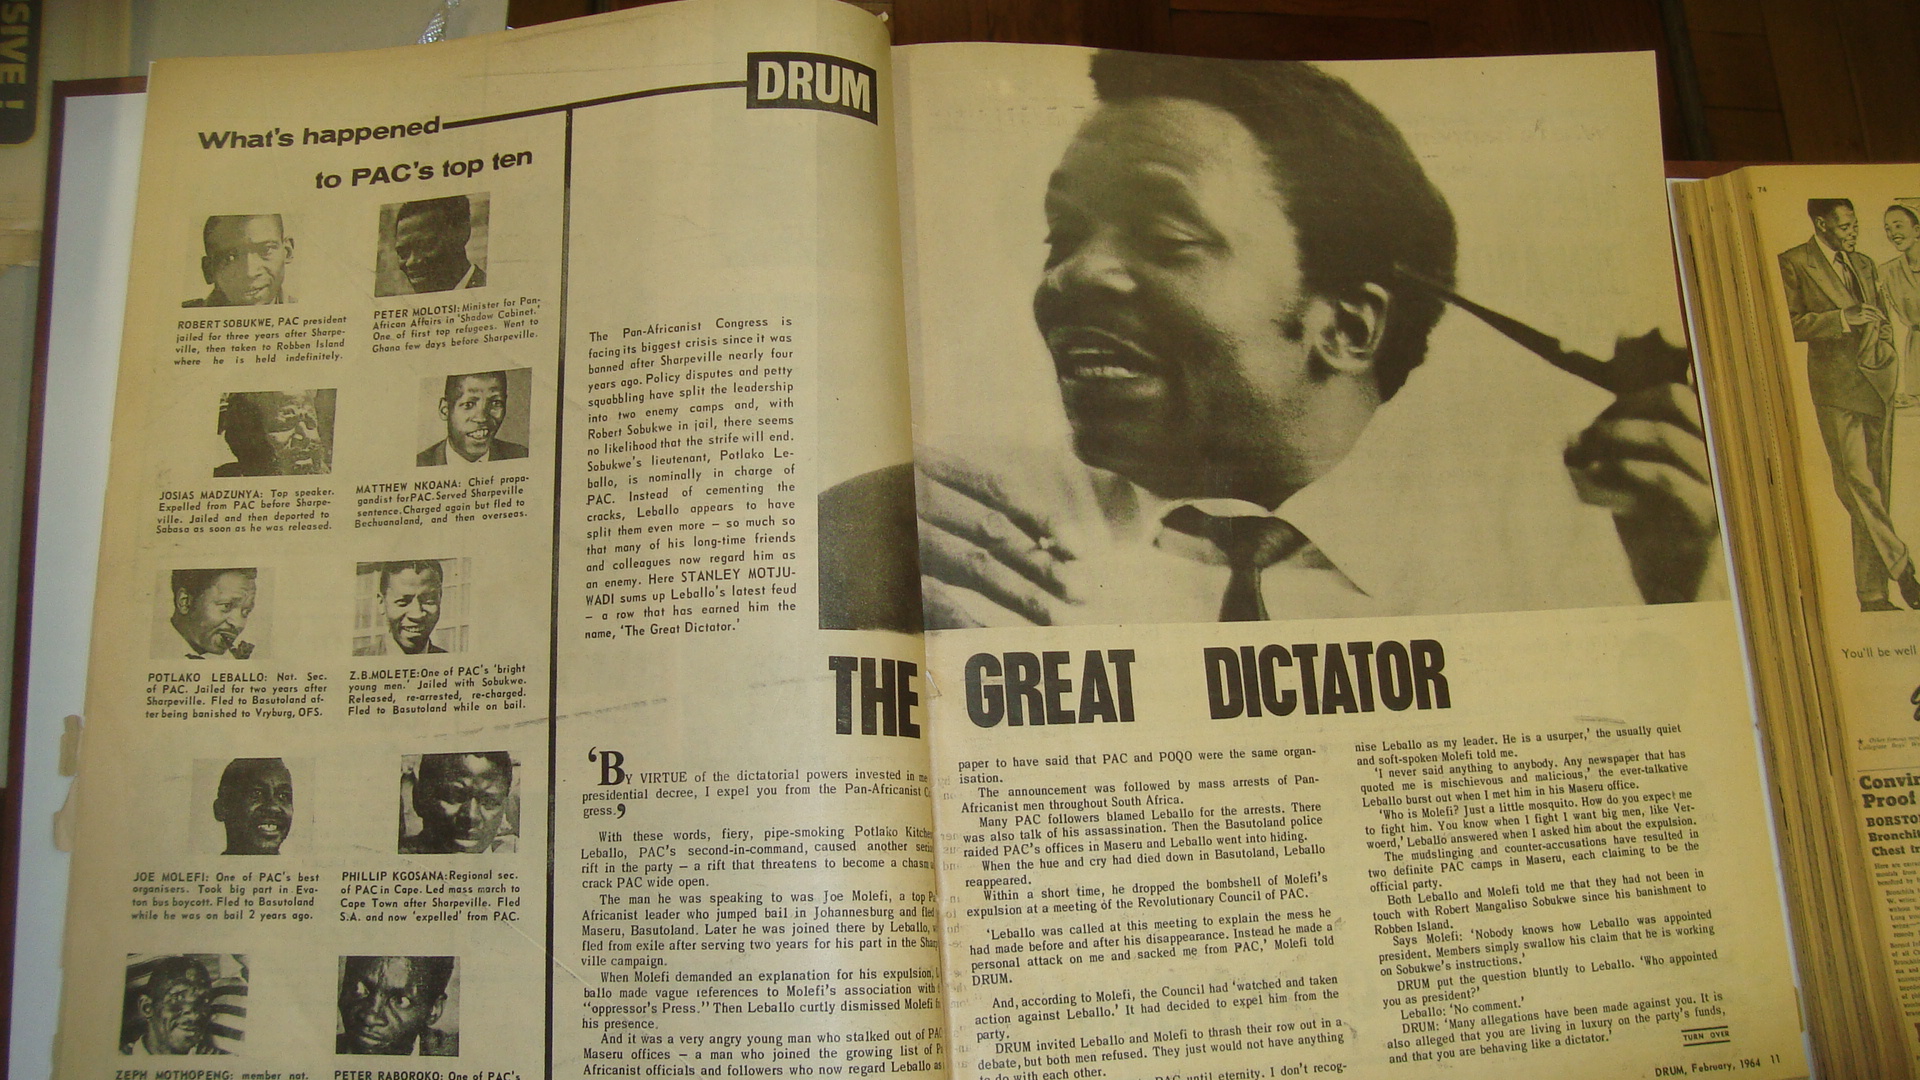 SIVE!
DRUM
What's happened
to PAC's top ten
ROBERT SOBUKWE, PAC president
jailed for three years after Sharpe-
ville, then taken to Robben Island
where he is held indefinitely.
PETER MOLOTSI: Minister for Pan-
African Affairs in 'Shadow Cabinet.'
One of first top refugees. Went to
Ghana few days before Sharpeville.
JOSIAS MADZUNYA: Top speaker.
Expelled from PAC before Sharpe-
ville. Jailed and then deported to
Sabasa as soon as he was released.
MATTHEW NKOANA: Chief propa-
gandist for PAC. Served Sharpeville
sentence. Charged again but fled to
Bechuanaland, and then overseas.
POTLAKO LEBALLO: Nat. Sec.
of PAC. Jailed for two years after
Sharpeville. Fled to Basutoland af-
ter being banished to Vryburg, OFS.
Z.B.MOLETE: One of PAC's 'bright
young men.' Jailed with Sobukwe.
Released, re-arrested, re-charged.
Fled to Basutoland while on bail.
JOE MOLEFI: One of PAC's best
organisers. Took big part in Eva-
ton bus boycott. Fled to Basutoland
while he was on bail 2 years ago.
PHILLIP KGOSANA: Regional sec.
of PAC in Cape. Led mass march to
Cape Town after Sharpeville. Fled
S.A. and now 'expelled' from PAC.
ZEPH MOTHOPENG: member nat.
PETER RABOROKO: One of PAC's
The Pan-Africanist Congress is
facing its biggest crisis since it was
banned after Sharpeville nearly four
years ago. Policy disputes and petty
squabbling have split the leadership
into two enemy camps and, with
Robert Sobukwe in jail, there seems
no likelihood that the strife will end.
Sobukwe's lieutenant, Potlako Le-
ballo, is nominally in charge of
PAC. Instead of cementing the
cracks, Leballo appears to have
split them even more – so much so
that many of his long-time friends
and colleagues now regard him as
an enemy. Here STANLEY MOTJU-
WADI sums up Leballo's latest feud
– a row that has earned him the
name, 'The Great Dictator.'
THE GREAT DICTATOR
'BY VIRTUE of the dictatorial powers invested in me
presidential decree, I expel you from the Pan-Africanist
gress.'
With these words, fiery, pipe-smoking Potlako
Leballo, PAC's second-in-command, caused another
rift in the party – a rift that threatens to become a chasm
crack PAC wide open.
The man he was speaking to was Joe Molefi, a top
Africanist leader who jumped bail in Johannesburg and fled
Maseru, Basutoland. Later he was joined there by Leballo,
fled from exile after serving two years for his part in the
ville campaign.
When Molefi demanded an explanation for his expulsion,
ballo made vague references to Molefi's association with
"oppressor's Press." Then Leballo curtly dismissed Molefi
his presence.
And it was a very angry young man who stalked out of PAC
Maseru offices – a man who joined the growing list of
Africanist officials and followers who now regard Leballo as
paper to have said that PAC and POQO were the same organ-
isation.
The announcement was followed by mass arrests of Pan-
Africanist men throughout South Africa.
Many PAC followers blamed Leballo for the arrests. There
was also talk of his assassination. Then the Basutoland police
raided PAC's offices in Maseru and Leballo went into hiding.
When the hue and cry had died down in Basutoland, Leballo
reappeared.
Within a short time, he dropped the bombshell of Molefi's
expulsion at a meeting of the Revolutionary Council of PAC.
'Leballo was called at this meeting to explain the mess he
had made before and after his disappearance. Instead he made a
personal attack on me and sacked me from PAC,' Molefi told
DRUM.
And, according to Molefi, the Council had 'watched and taken
action against Leballo.' It had decided to expel him from the
party.
DRUM invited Leballo and Molefi to thrash their row out in a
debate, but both men refused. They just would not have anything
to do with each other.
PAC until eternity. I don't recog-
nise Leballo as my leader. He is a usurper,' the usually quiet
and soft-spoken Molefi told me.
'I never said anything to anybody. Any newspaper that has
quoted me is mischievous and malicious,' the ever-talkative
Leballo burst out when I met him in his Maseru office.
'Who is Molefi? Just a little mosquito. How do you expect me
to fight him. You know when I fight I want big men, like Ver-
woerd,' Leballo answered when I asked him about the expulsion.
The mudslinging and counter-accusations have resulted in
two definite PAC camps in Maseru, each claiming to be the
official party.
Both Leballo and Molefi told me that they had not been in
touch with Robert Mangaliso Sobukwe since his banishment to
Robben Island.
Says Molefi: 'Nobody knows how Leballo was appointed
president. Members simply swallow his claim that he is working
on Sobukwe's instructions.'
DRUM put the question bluntly to Leballo. 'Who appointed
you as president?'
Leballo: 'No comment.'
DRUM: 'Many allegations have been made against you. It is
also alleged that you are living in luxury on the party's funds,
and that you are behaving like a dictator.'
TURN OVER
DRUM, February, 1964 11
74
You'll be well
Convin
Proof
BORSTO
Bronchit
Chest tr